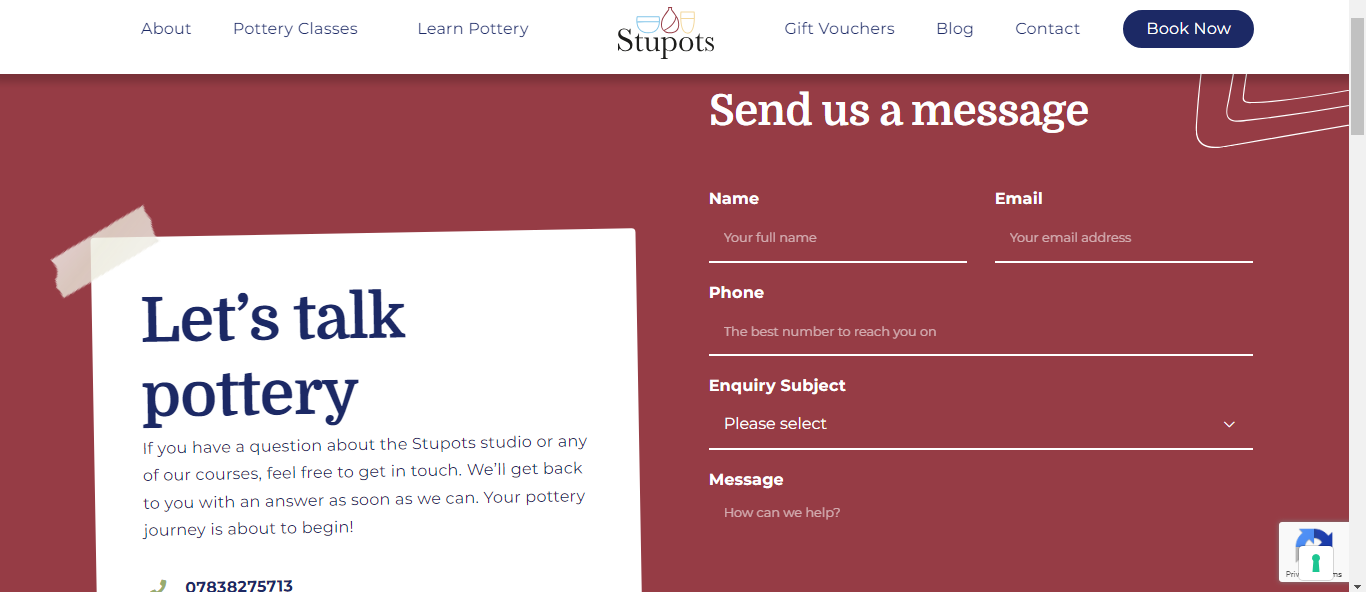 About Pottery Classes Learn Pottery Stupots Gift Vouchers Blog Contact Book Now
Send us a message
Name Email
Your full name Your email address
Phone
The best number to reach you on
Enquiry Subject
Please select
Message
How can we help?
Let’s talk
pottery
If you have a question about the Stupots studio or any
of our courses, feel free to get in touch. We’ll get back
to you with an answer as soon as we can. Your pottery
journey is about to begin!
07838275713